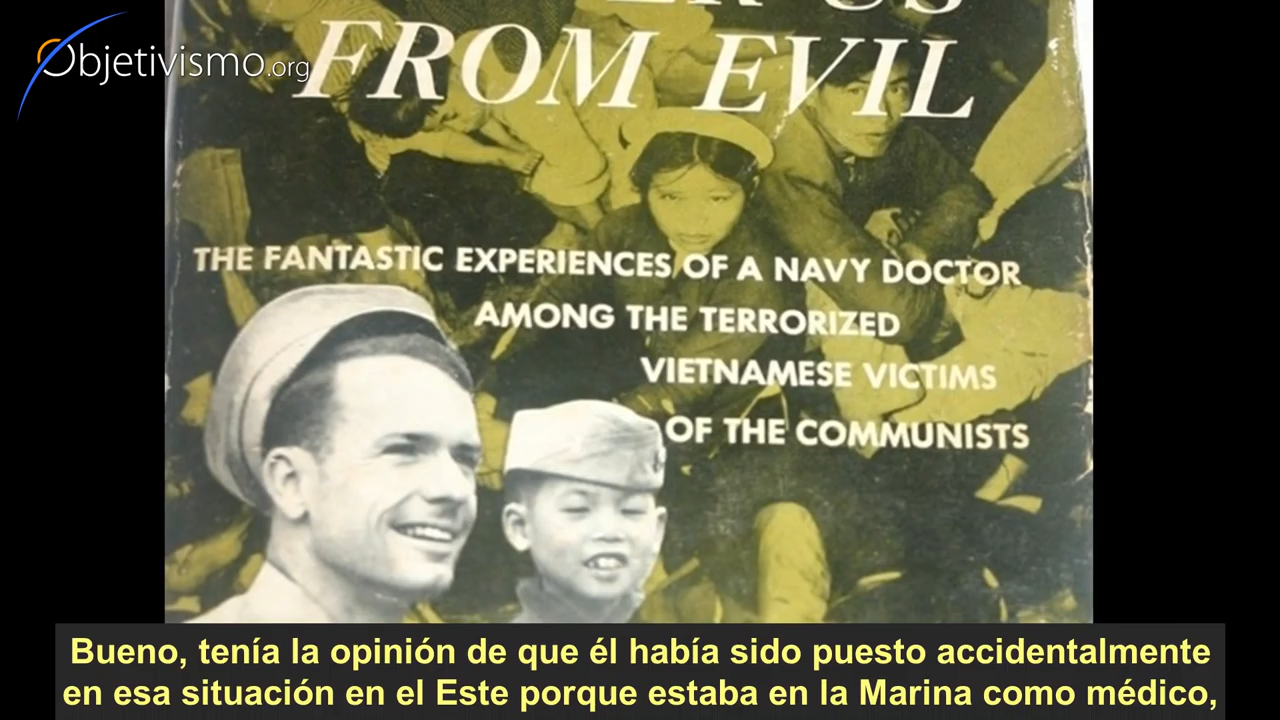 Objetivismo.org
FROM EVIL
THE FANTASTIC EXPERIENCES OF A NAVY DOCTOR
AMONG THE TERRORIZED
VIETNAMESE VICTIMS
OF THE COMMUNISTS
Bueno, tenía la opinión de que él había sido puesto accidentalmente
en esa situación en el Este porque estaba en la Marina como médico,